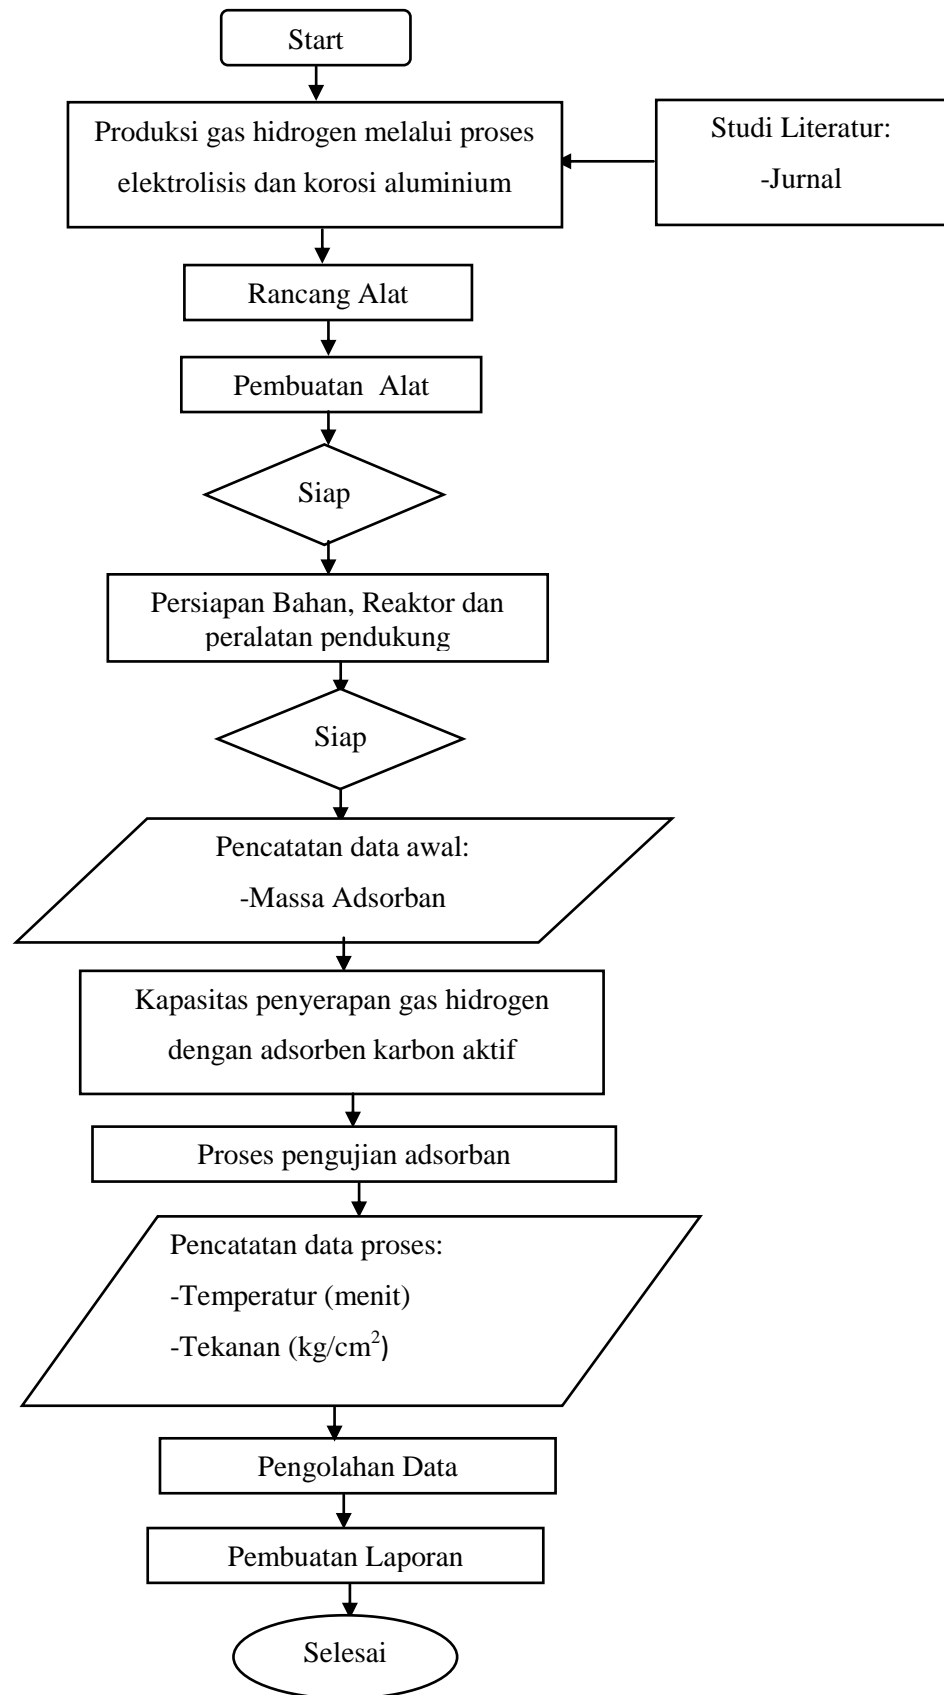 Start
Produksi gas hidrogen melalui proses
elektrolisis dan korosi aluminium
Studi Literatur:
-Jurnal
Rancang Alat
Pembuatan  Alat
Siap
Persiapan Bahan, Reaktor dan
peralatan pendukung
Siap
Pencatatan data awal:
-Massa Adsorban
Kapasitas penyerapan gas hidrogen
dengan adsorben karbon aktif
Proses pengujian adsorban
Pencatatan data proses:
-Temperatur (menit)
-Tekanan (kg/cm²)
Pengolahan Data
Pembuatan Laporan
Selesai